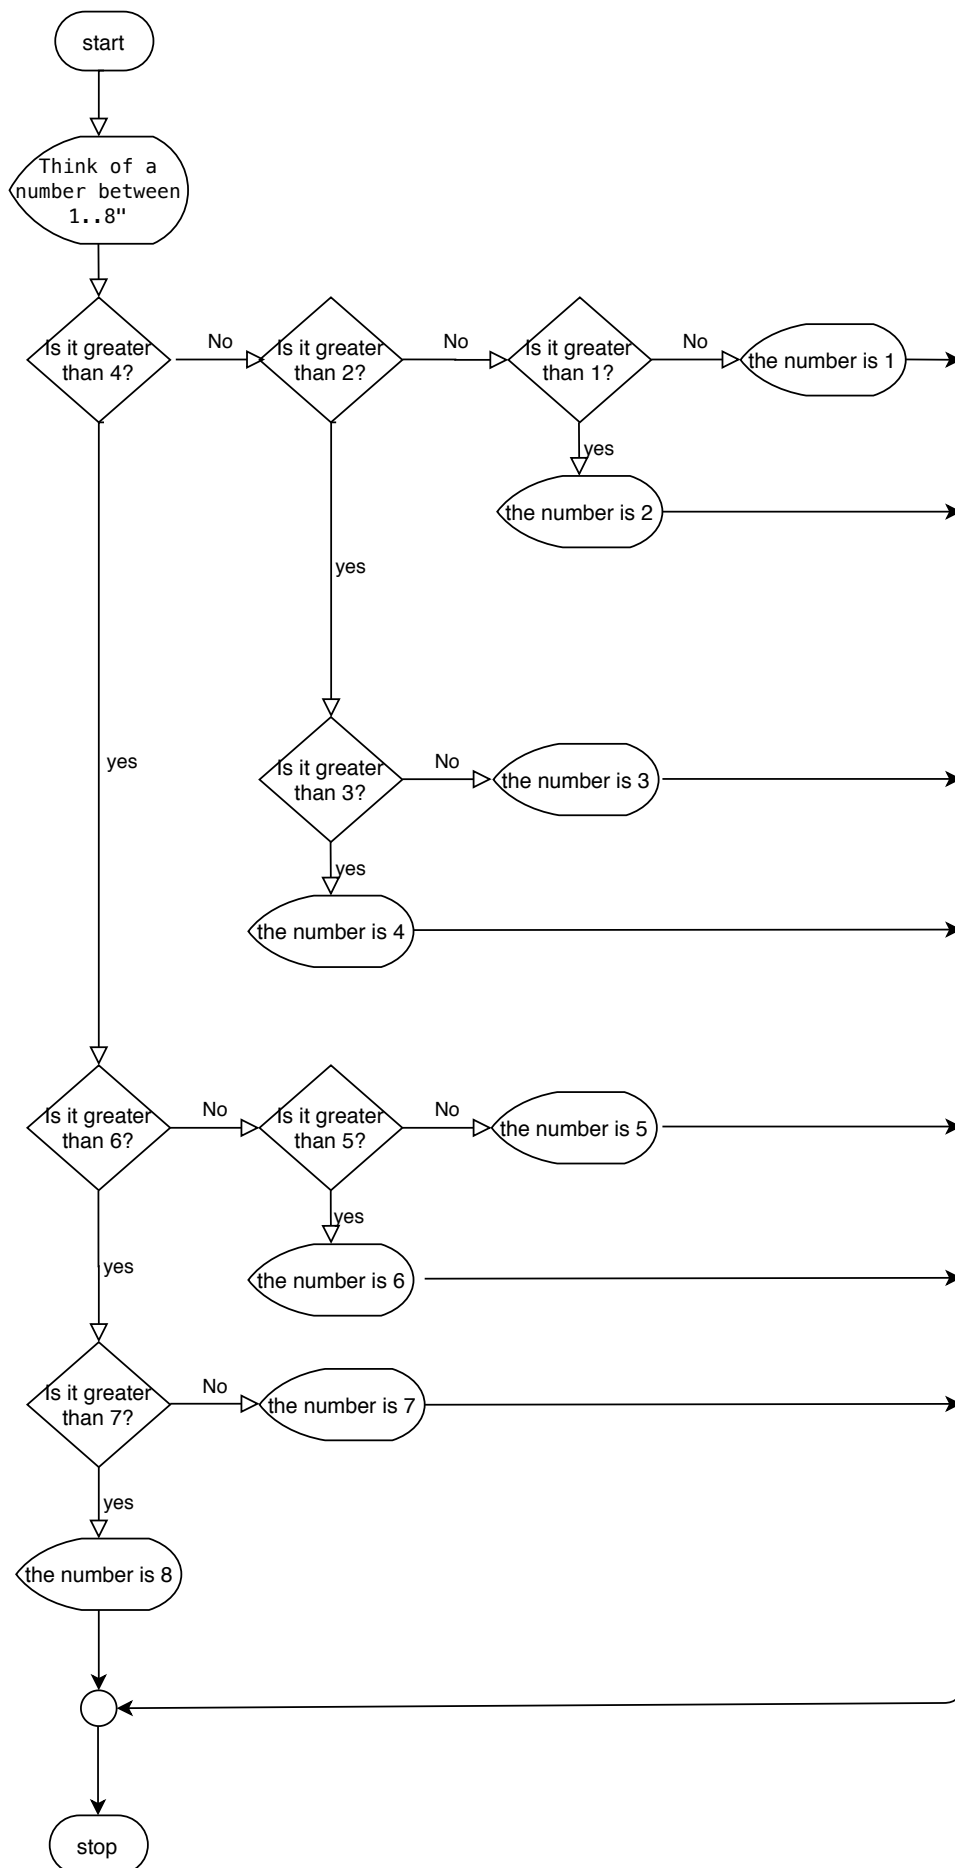 start
Think of a
number between
1..8"
Is it greater
than 4?
No
Is it greater
than 2?
No
Is it greater
than 1?
No
the number is 1
yes
the number is 2
yes
yes
Is it greater
than 3?
No
the number is 3
yes
the number is 4
Is it greater
than 6?
No
Is it greater
than 5?
No
the number is 5
yes
the number is 6
yes
Is it greater
than 7?
No
the number is 7
yes
the number is 8
stop